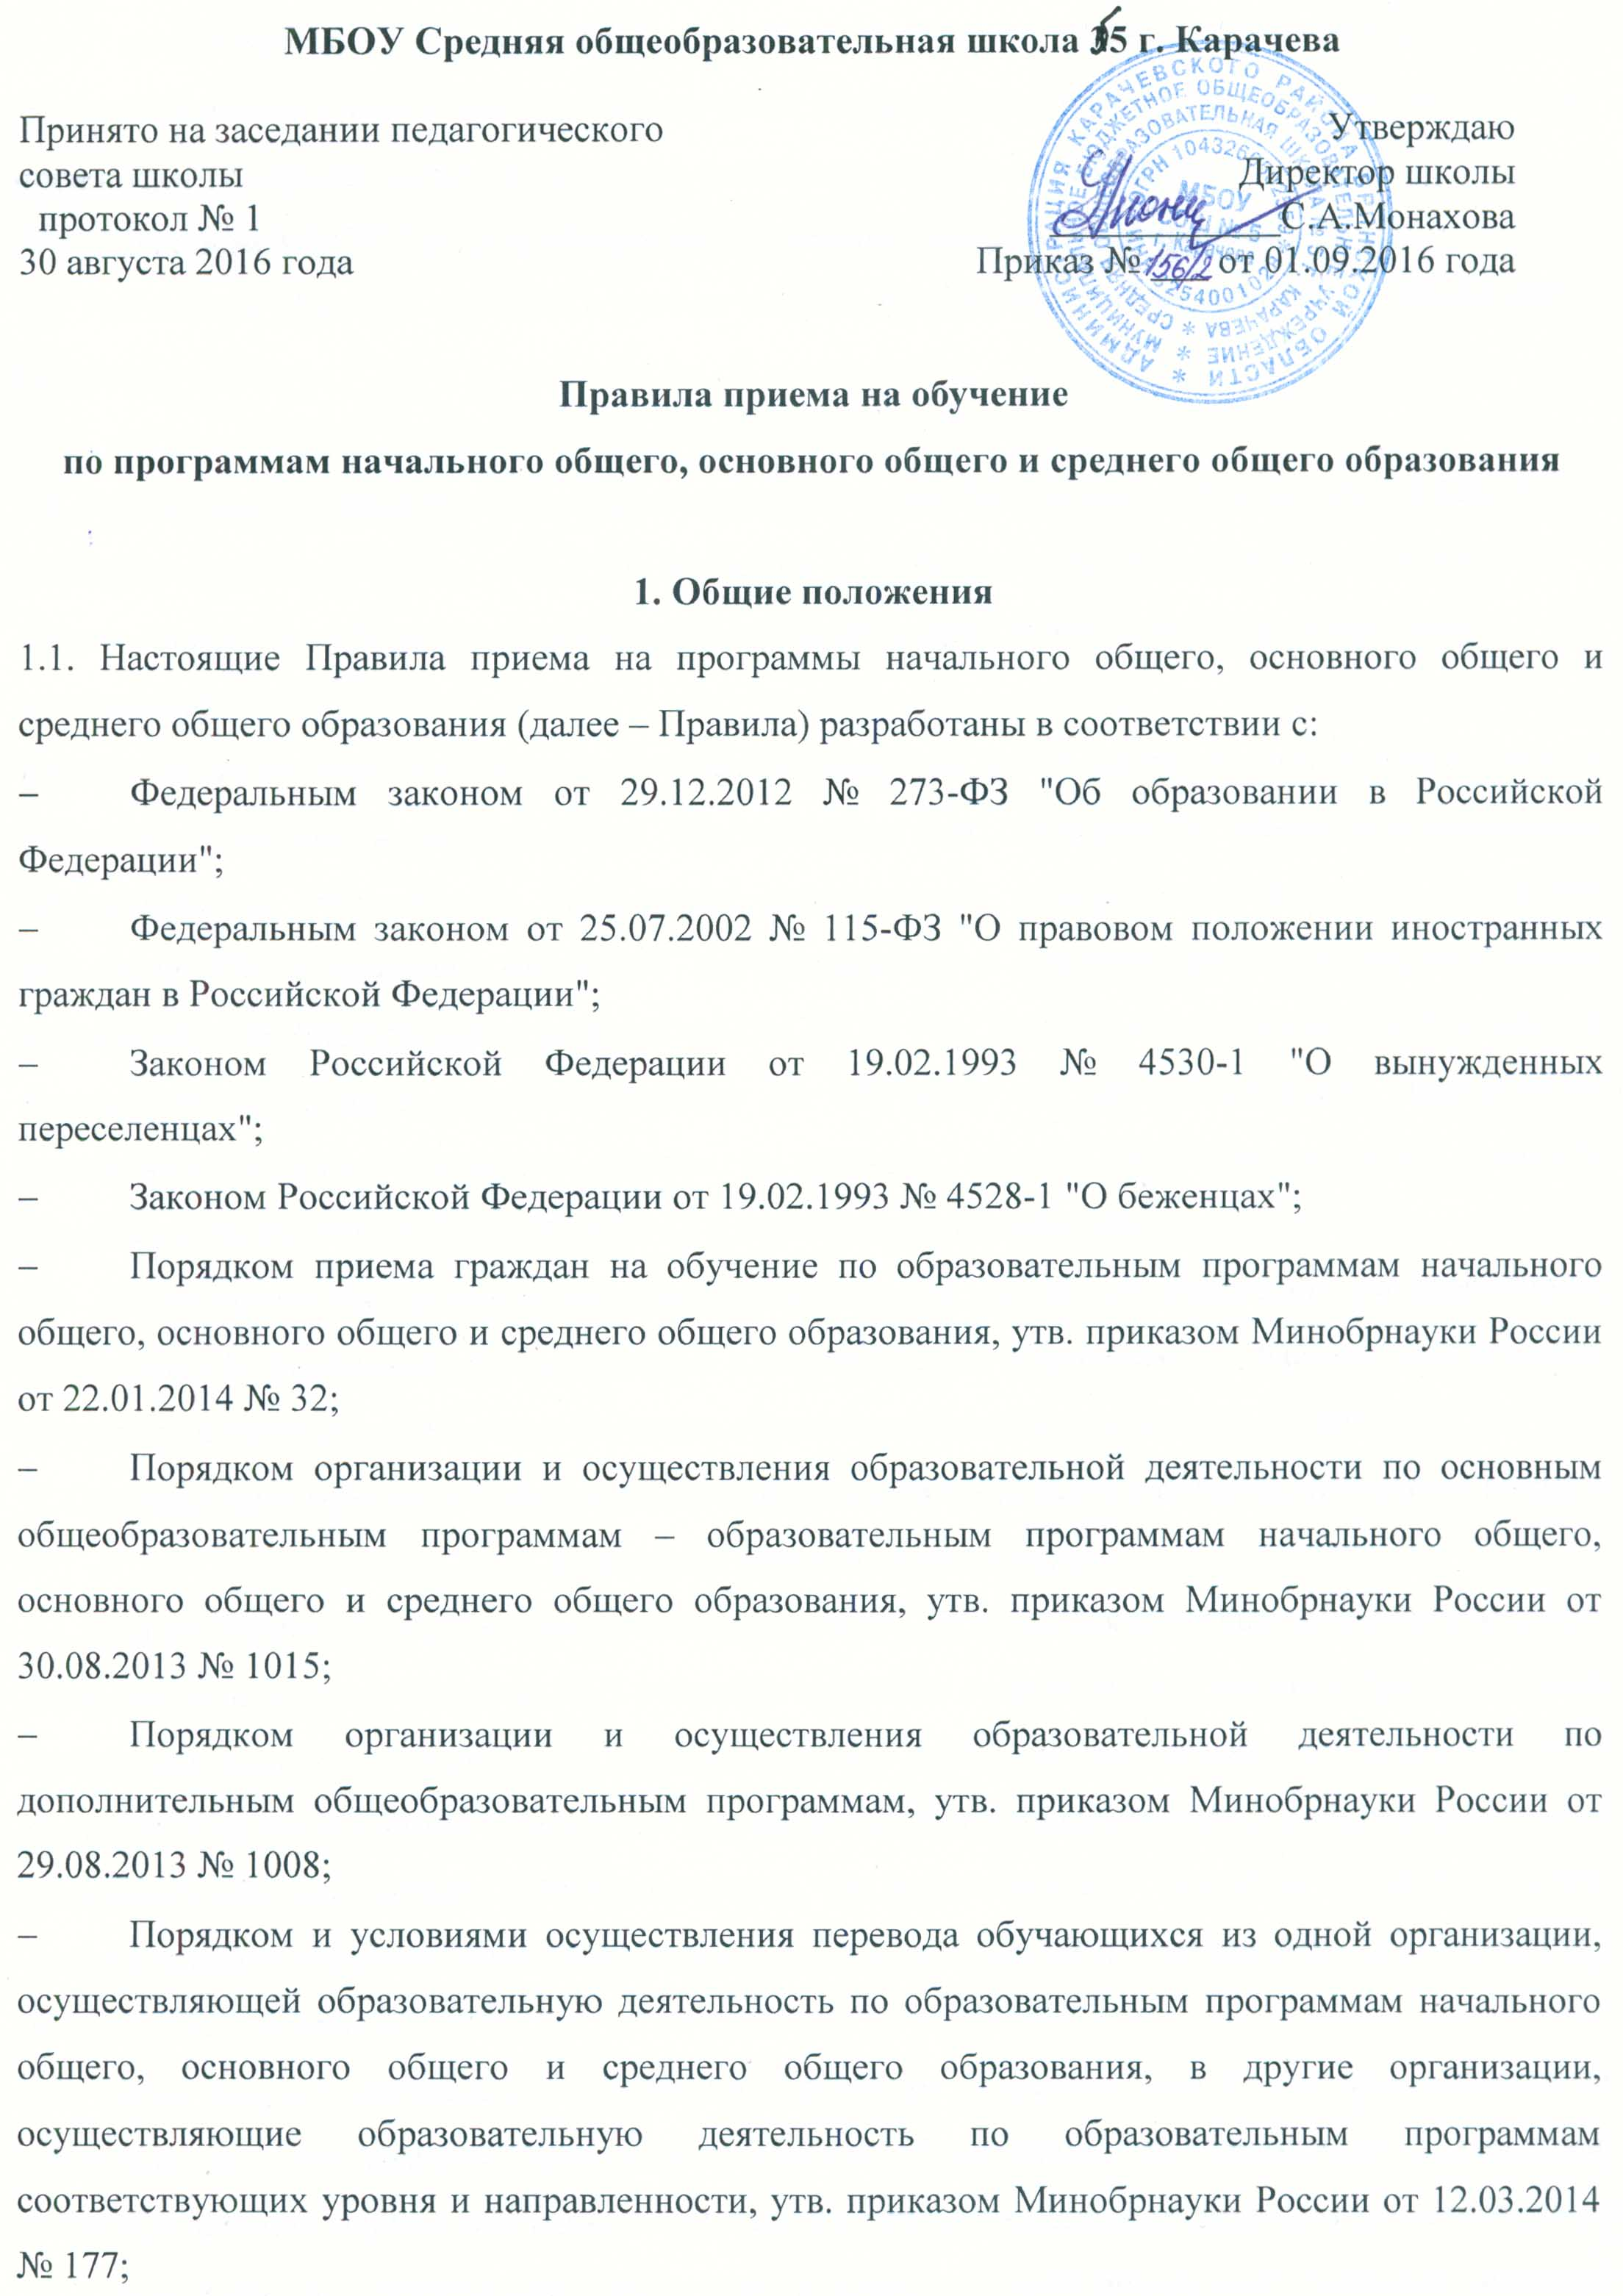 МБОУ Средняя общеобразовательная школа 5 г. Карачева
Принято на заседании педагогического
совета школы
протокол № 1
30 августа 2016 года
Утверждаю
Директор школы
С.А.Монахова
Приказ № 156/2 от 01.09.2016 года
МБОУ
Правила приема на обучение
по программам начального общего, основного общего и среднего общего образования
1. Общие положения
1.1. Настоящие Правила приема на программы начального общего, основного общего и
среднего общего образования (далее – Правила) разработаны в соответствии с:
– Федеральным законом от 29.12.2012 № 273-ФЗ "Об образовании в Российской
Федерации";
– Федеральным законом от 25.07.2002 № 115-ФЗ "О правовом положении иностранных
граждан в Российской Федерации";
– Законом Российской Федерации от 19.02.1993 № 4530-1 "О вынужденных
переселенцах";
– Законом Российской Федерации от 19.02.1993 № 4528-1 "О беженцах";
– Порядком приема граждан на обучение по образовательным программам начального
общего, основного общего и среднего общего образования, утв. приказом Минобрнауки России
от 22.01.2014 № 32;
– Порядком организации и осуществления образовательной деятельности по основным
общеобразовательным программам – образовательным программам начального общего,
основного общего и среднего общего образования, утв. приказом Минобрнауки России от
30.08.2013 № 1015;
– Порядком организации и осуществления образовательной деятельности по
дополнительным общеобразовательным программам, утв. приказом Минобрнауки России от
29.08.2013 № 1008;
– Порядком и условиями осуществления перевода обучающихся из одной организации,
осуществляющей образовательную деятельность по образовательным программам начального
общего, основного общего и среднего общего образования, в другие организации,
осуществляющие образовательную деятельность по образовательным программам
соответствующих уровня и направленности, утв. приказом Минобрнауки России от 12.03.2014
№ 177;